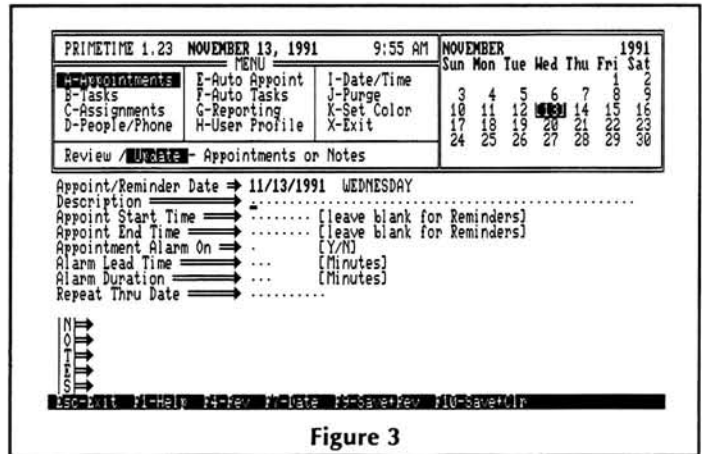 PRIMETIME 1.23 NOVEMBER 13, 1991 9:55 AM
MENU
A-Appointments E-Auto Appoint I-Date/Time
B-Tasks F-Auto Tasks J-Purge
C-Assignments G-Reporting K-Set Color
D-People/Phone H-User Profile X-Exit
Review / Update - Appointments or Notes
NOVEMBER 1991
Sun Mon Tue Wed Thu Fri Sat
1 2
3 4 5 6 7 8 9
10 11 12 [13] 14 15 16
17 18 19 20 21 22 23
24 25 26 27 28 29 30
Appoint/Reminder Date ⇒ 11/13/1991 WEDNESDAY
Description ⇒
Appoint Start Time ⇒ ........ [leave blank for Reminders]
Appoint End Time ⇒ ........ [leave blank for Reminders]
Appointment Alarm On ⇒ . [Y/N]
Alarm Lead Time ⇒ ... [Minutes]
Alarm Duration ⇒ ... [Minutes]
Repeat Thru Date ⇒ ..........
N
O
T
E
S
Esc-Exit F1-Help F4-Rev F7-Date F9-Save+Rev F10-Save+Clr
Figure 3